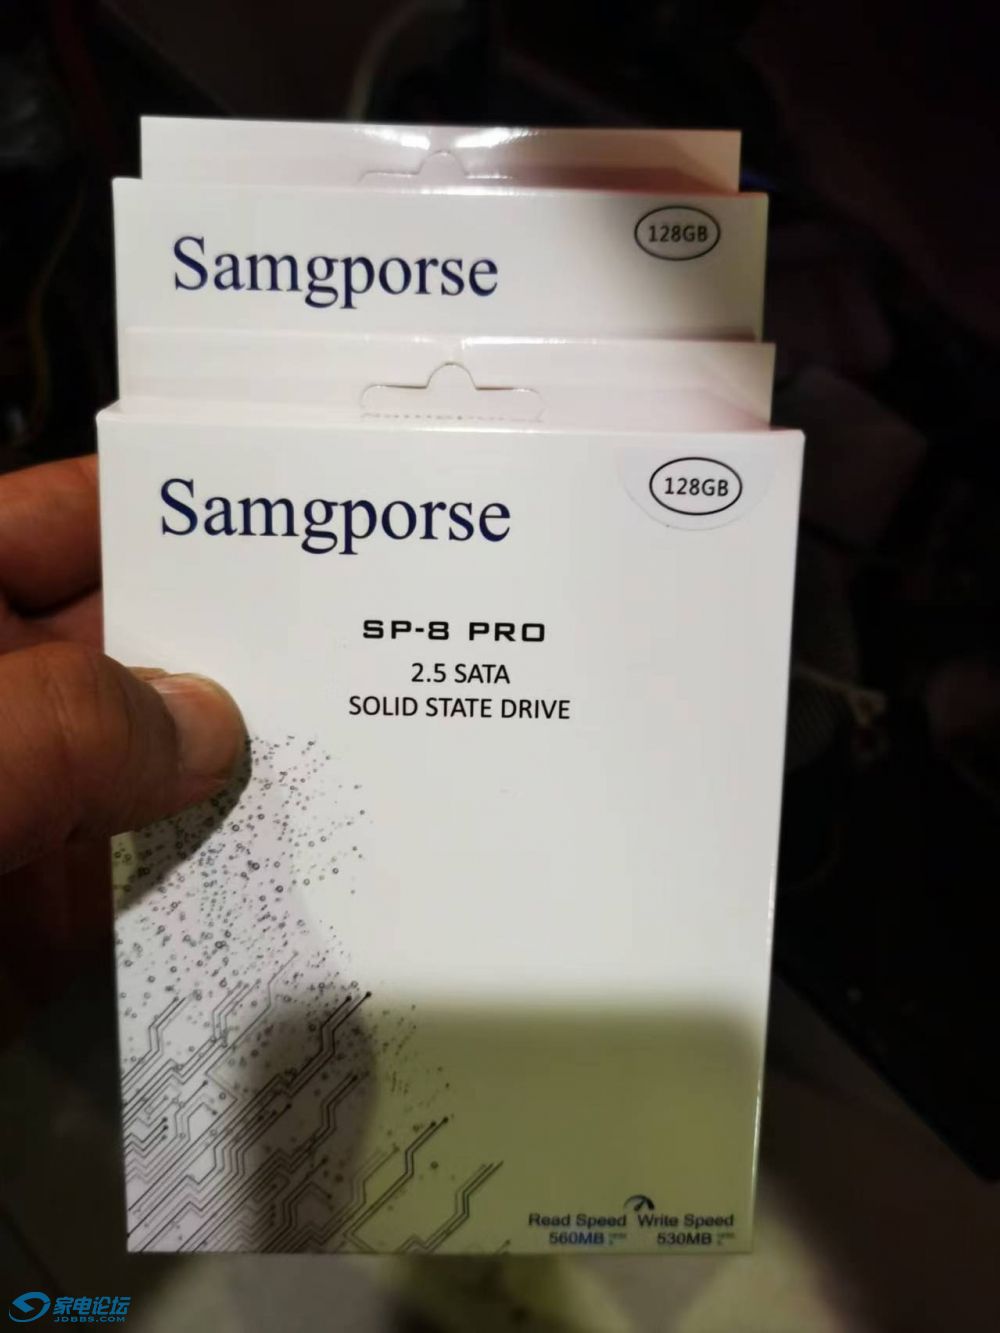 128GB
Samgporse
128GB
Samgporse
SP-8 PRO
2.5 SATA
SOLID STATE DRIVE
Read Speed Write Speed
560MB 530MB
家电论坛
JDBBS.COM